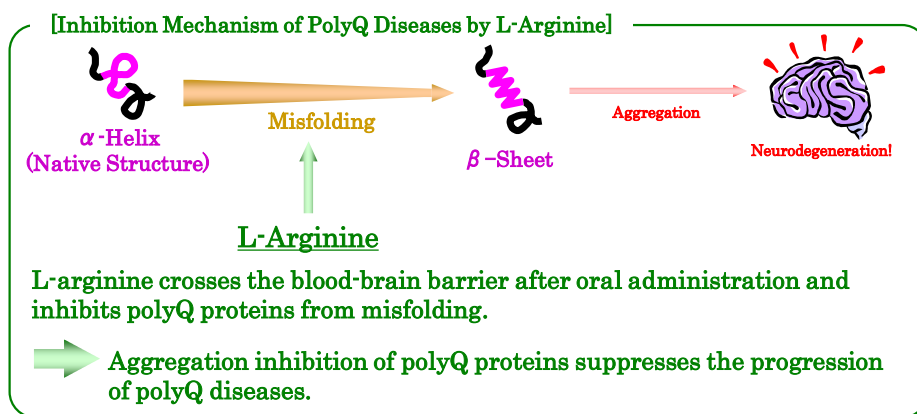 [Inhibition Mechanism of PolyQ Diseases by L-Arginine]
α-Helix
(Native Structure)
Misfolding
β-Sheet
Aggregation
Neurodegeneration!
L-Arginine
L-arginine crosses the blood-brain barrier after oral administration and
inhibits polyQ proteins from misfolding.
Aggregation inhibition of polyQ proteins suppresses the progression
of polyQ diseases.